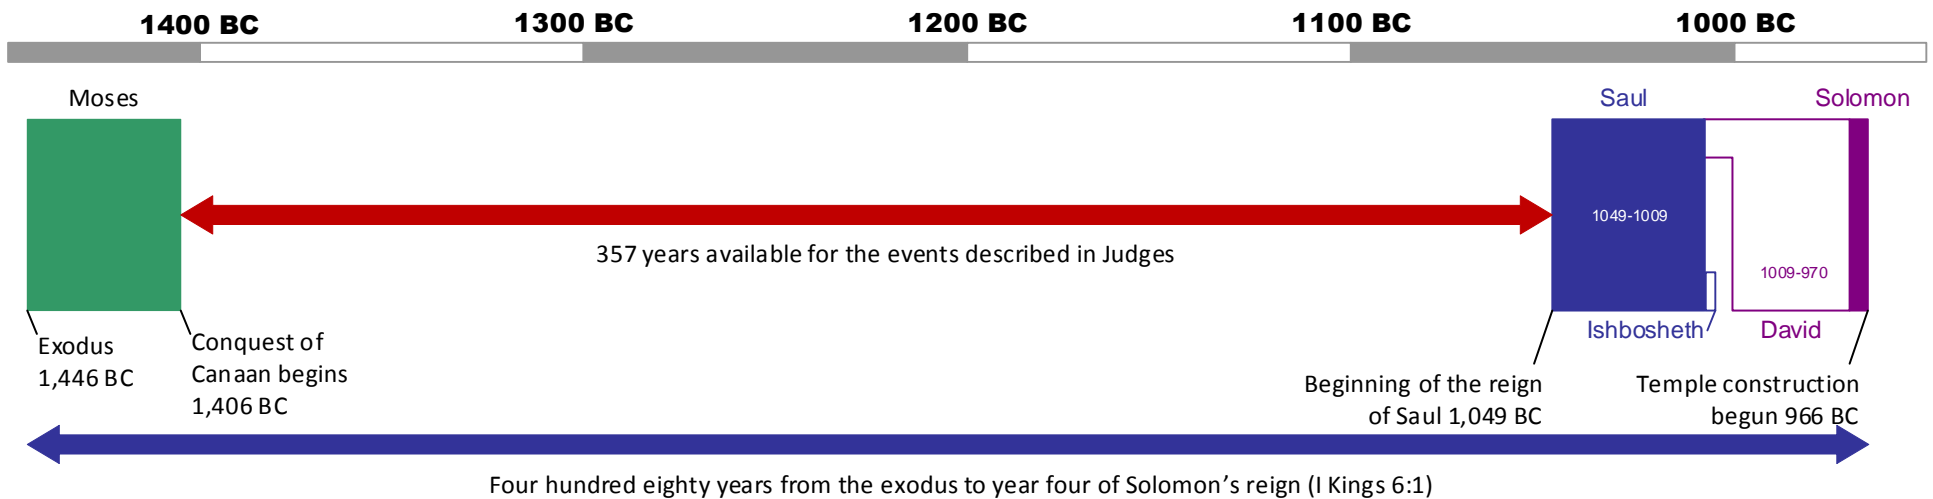 1400 BC 1300 BC 1200 BC 1100 BC 1000 BC
Moses
Saul
Solomon
1049-1009
357 years available for the events described in Judges
1009-970
Ishbosheth
David
Exodus
1,446 BC
Conquest of
Canaan begins
1,406 BC
Beginning of the reign
of Saul 1,049 BC
Temple construction
begun 966 BC
Four hundred eighty years from the exodus to year four of Solomon’s reign (I Kings 6:1)